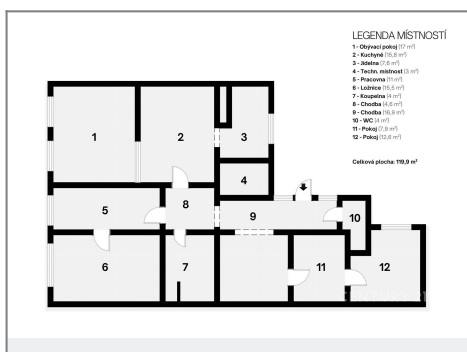 LEGENDA MÍSTNOSTÍ
1 - Obývací pokoj (17 m²)
2 - Kuchyně (15,8 m²)
3 - Jídelna (7,6 m²)
4 - Techn. místnost (3 m²)
5 - Pracovna (11 m²)
6 - Ložnice (15,5 m²)
7 - Koupelna (4 m²)
8 - Chodba (4,6 m²)
9 - Chodba (16,9 m²)
10 - WC (4 m²)
11 - Pokoj (7,9 m²)
12 - Pokoj (12,6 m²)
Celková plocha: 119,9 m²
1
2
3
4
5
8
9
10
6
7
11
12